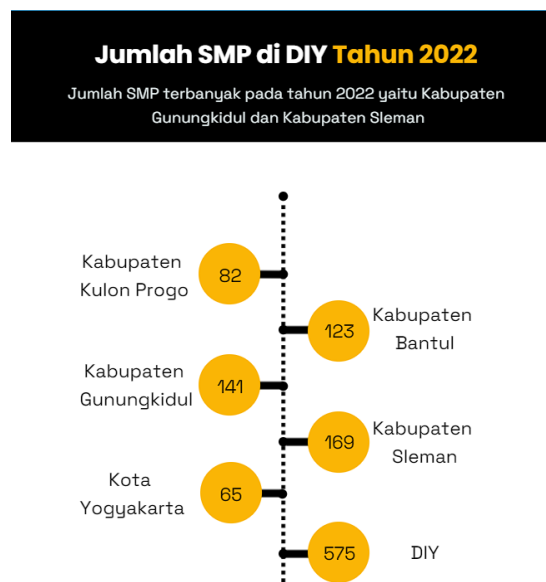 Jumlah SMP di DIY Tahun 2022
Jumlah SMP terbanyak pada tahun 2022 yaitu Kabupaten
Gunungkidul dan Kabupaten Sleman
Kabupaten
Kulon Progo
82
123
Kabupaten
Bantul
Kabupaten
Gunungkidul
141
169
Kabupaten
Sleman
Kota
Yogyakarta
65
575
DIY